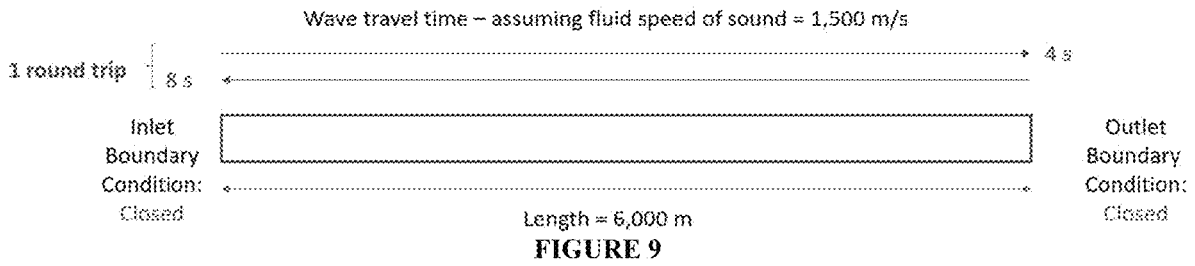 Wave travel time – assuming fluid speed of sound = 1,500 m/s
4 s
1 round trip
8 s
Inlet
Boundary
Condition:
Closed
Outlet
Boundary
Condition:
Closed
Length = 6,000 m
FIGURE 9